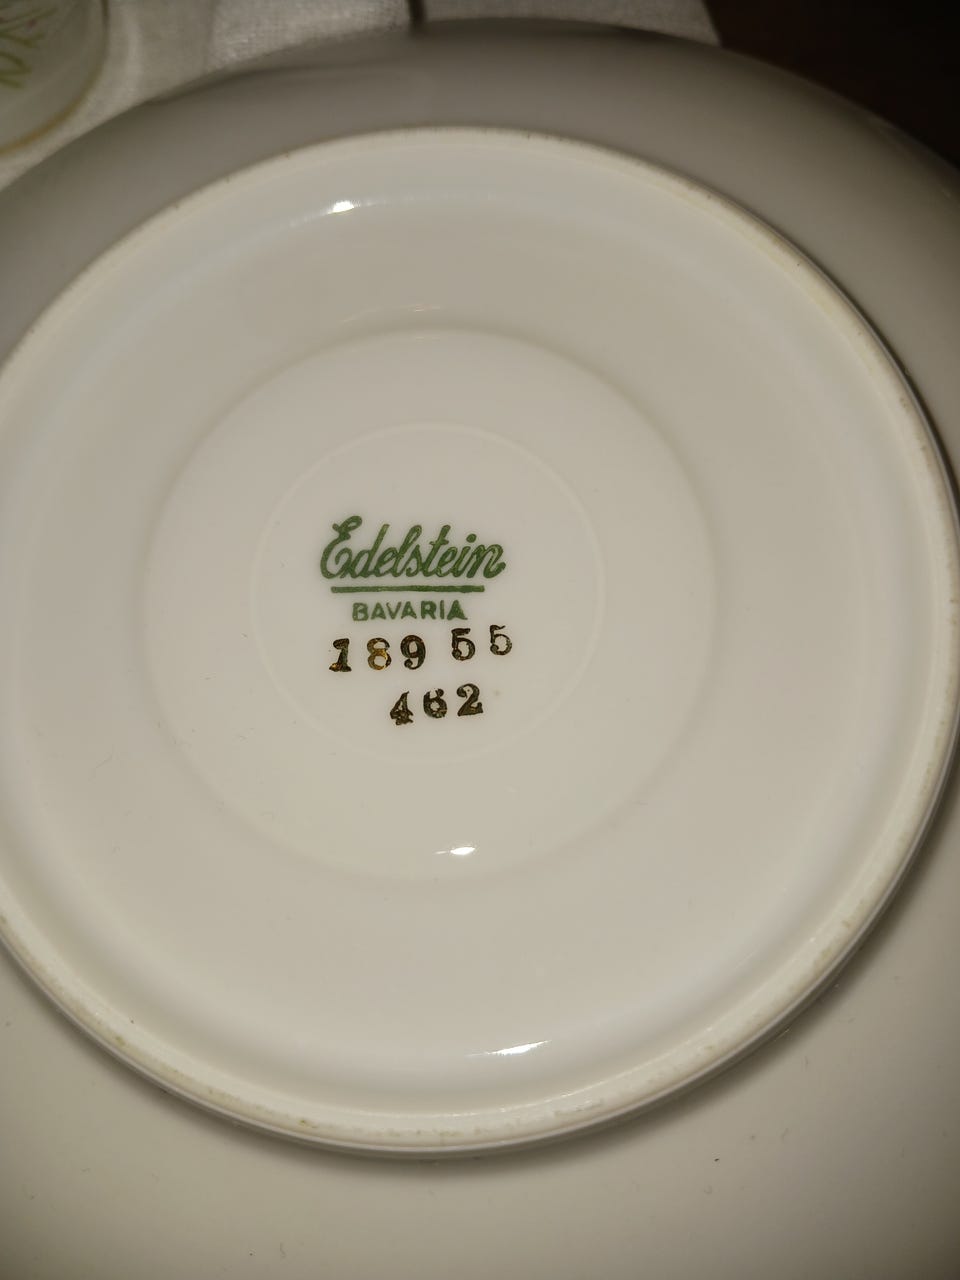 Edelstein
BAVARIA
189 55
462